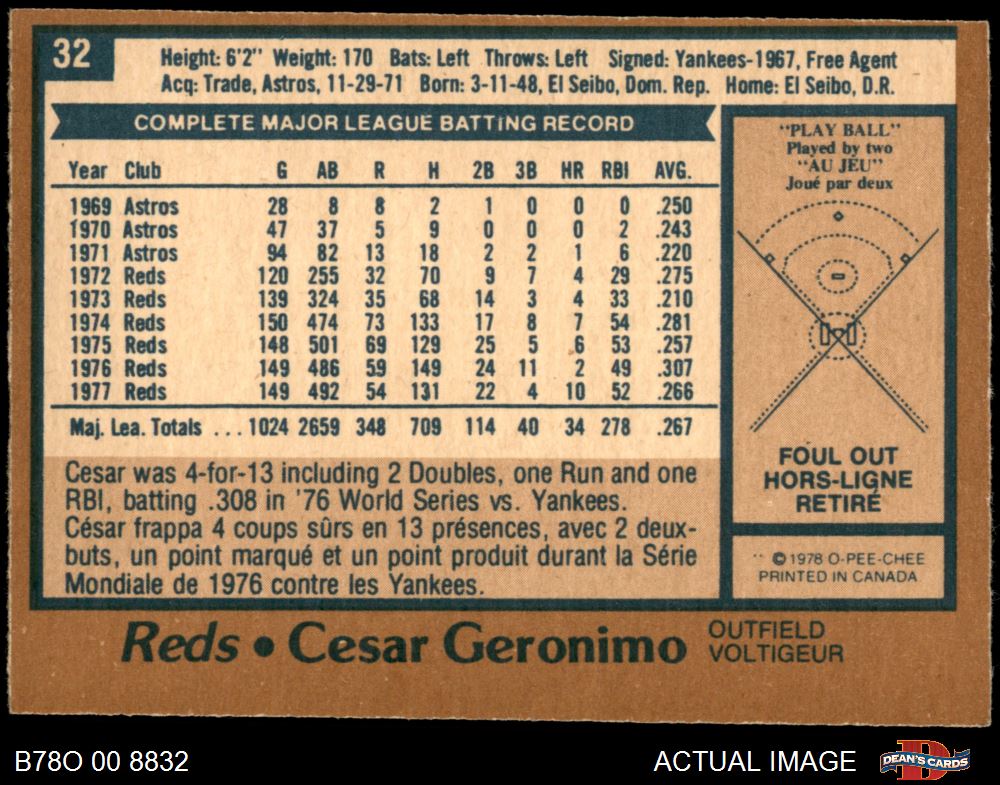 32
Height: 6'2" Weight: 170 Bats: Left Throws: Left Signed: Yankees-1967, Free Agent
Acq: Trade, Astros, 11-29-71 Born: 3-11-48, El Seibo, Dom. Rep. Home: El Seibo, D.R.
COMPLETE MAJOR LEAGUE BATTING RECORD
Year Club G AB R H 2B 3B HR RBI AVG.
1969 Astros 28 8 8 2 1 0 0 0 .250
1970 Astros 47 37 5 9 0 0 0 2 .243
1971 Astros 94 82 13 18 2 2 1 6 .220
1972 Reds 120 255 32 70 9 7 4 29 .275
1973 Reds 139 324 35 68 14 3 4 33 .210
1974 Reds 150 474 73 133 17 8 7 54 .281
1975 Reds 148 501 69 129 25 5 6 53 .257
1976 Reds 149 486 59 149 24 11 2 49 .307
1977 Reds 149 492 54 131 22 4 10 52 .266
Maj. Lea. Totals ... 1024 2659 348 709 114 40 34 278 .267
Cesar was 4-for-13 including 2 Doubles, one Run and one
RBI, batting .308 in '76 World Series vs. Yankees.
César frappa 4 coups sûrs en 13 présences, avec 2 deux-
buts, un point marqué et un point produit durant la Série
Mondiale de 1976 contre les Yankees.
"PLAY BALL"
Played by two
"AU JEU"
Joué par deux
FOUL OUT
HORS-LIGNE
RETIRÉ
© 1978 O-PEE-CHEE
PRINTED IN CANADA
Reds • Cesar Geronimo
OUTFIELD
VOLTIGEUR
B78O 00 8832
ACTUAL IMAGE
D
DEAN'S CARDS